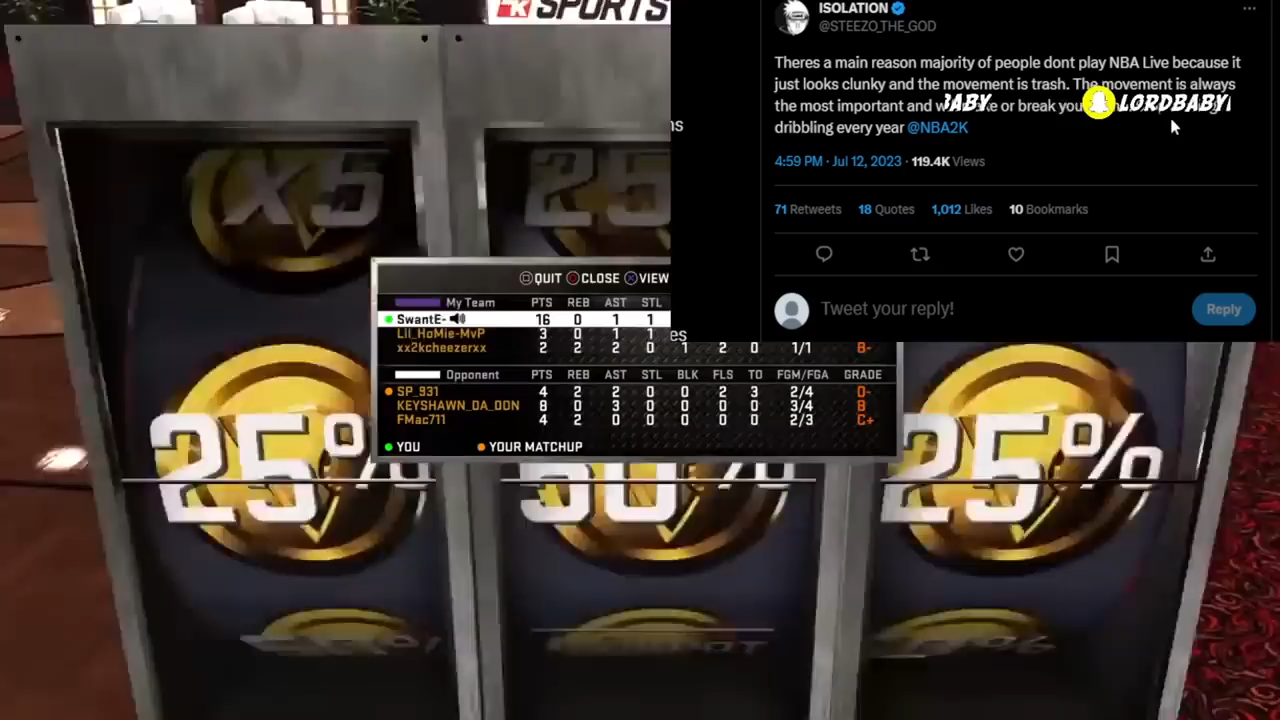 2K SPORTS
ISOLATION
@STEEZO_THE_GOD
Theres a main reason majority of people dont play NBA Live because it
just looks clunky and the movement is trash. The movement is always
the most important and or break
dribbling every year @NBA2K
BABY LORDBABY
4:59 PM · Jul 12, 2023 · 119.4K Views
71 Retweets 18 Quotes 1,012 Likes 10 Bookmarks
Tweet your reply!
Reply
ns
es
X5 25
QUIT CLOSE VIEW
My Team PTS REB AST STL
SwantE- 16 0 1 1
Lil_HoMie-MvP 3 0 1 1
xx2kcheezerxx 2 2 2 0 1 2 0 1/1 B-
Opponent PTS REB AST STL BLK FLS TO FGM/FGA GRADE
SP_931 4 2 2 0 0 2 3 2/4 D-
KEYSHAWN_DA_DON 8 0 3 0 0 0 0 3/4 B
FMac711 4 2 0 0 0 0 0 2/3 C+
YOU YOUR MATCHUP
25% 50% 25%